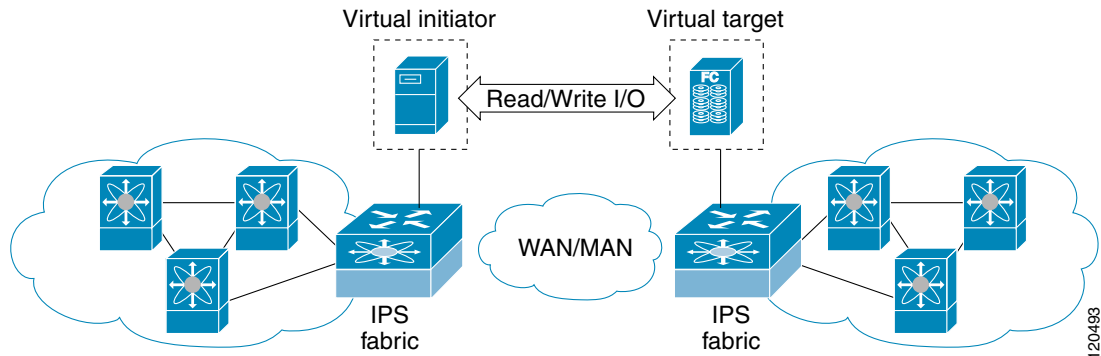 Virtual initiator
Virtual target
FC
Read/Write I/O
WAN/MAN
IPS
fabric
IPS
fabric
120493